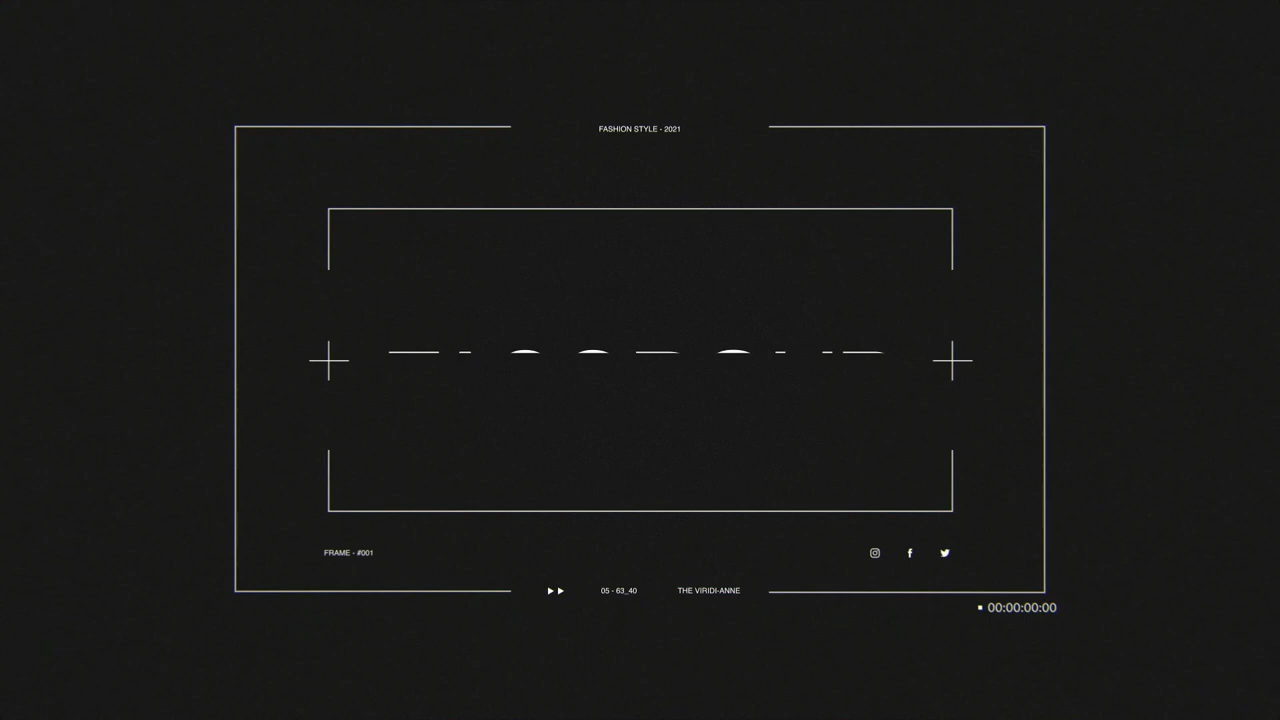 FASHION STYLE - 2021
FRAME - #001
05 - 63_40
THE VIRIDI-ANNE
00:00:00:00